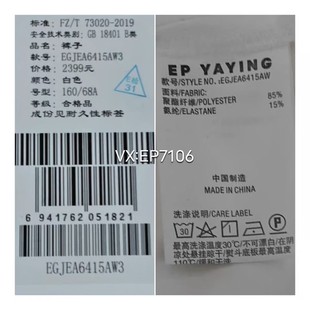 标准: FZ/T 73020-2019
安全技术类别: GB 18401 B类
品名: 裤子
款号: EGJEA6415AW3
价格: 2399元
颜色: 白色
号型: 160/68A
等级: 合格品
成份见耐久性标签
31
6 941762 051821
EGJEA6415AW3
VX:EP7106
EP YAYING
款号/STYLE NO.:EGJEA6415AW
面料/FABRIC:
聚酯纤维/POLYESTER 85%
氨纶/ELASTANE 15%
中国制造
MADE IN CHINA
洗涤说明/CARE LABEL
30
P
最高洗涤温度30℃/不可漂白/在阴
凉处悬挂晾干/熨斗底板最高温度
110℃/缓和干洗